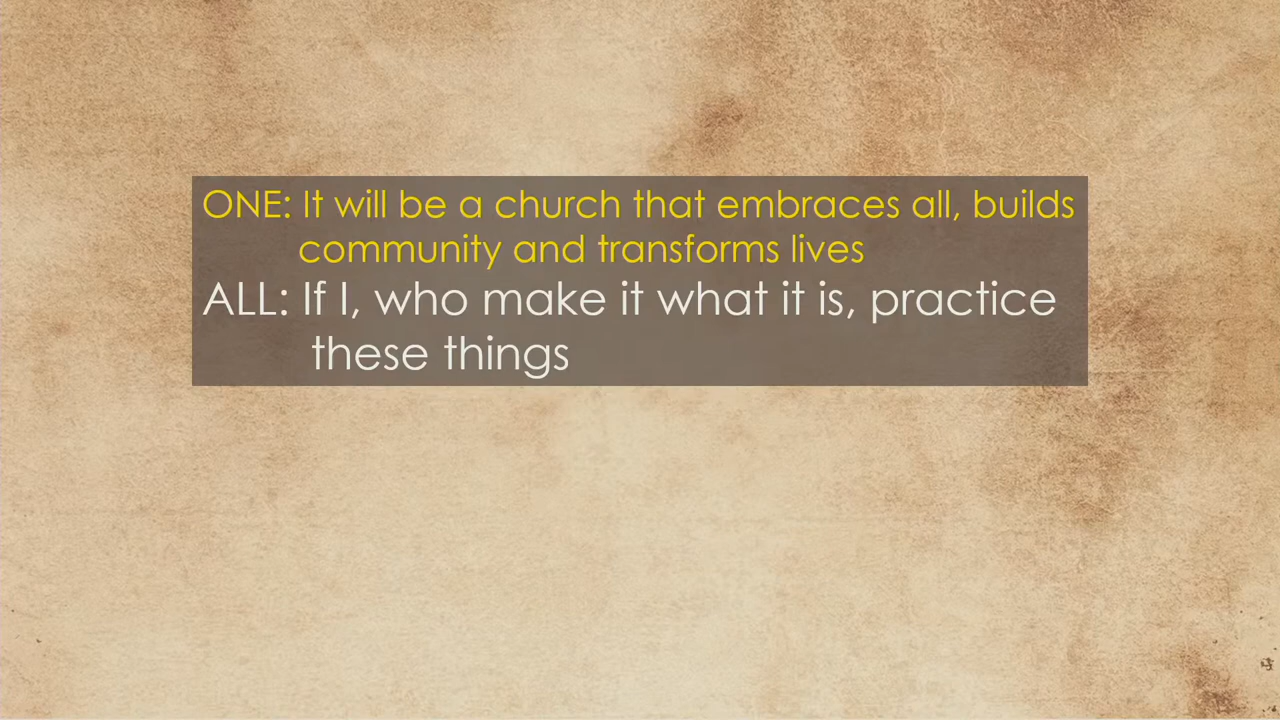 ONE: It will be a church that embraces all, builds
community and transforms lives
ALL: If I, who make it what it is, practice
these things